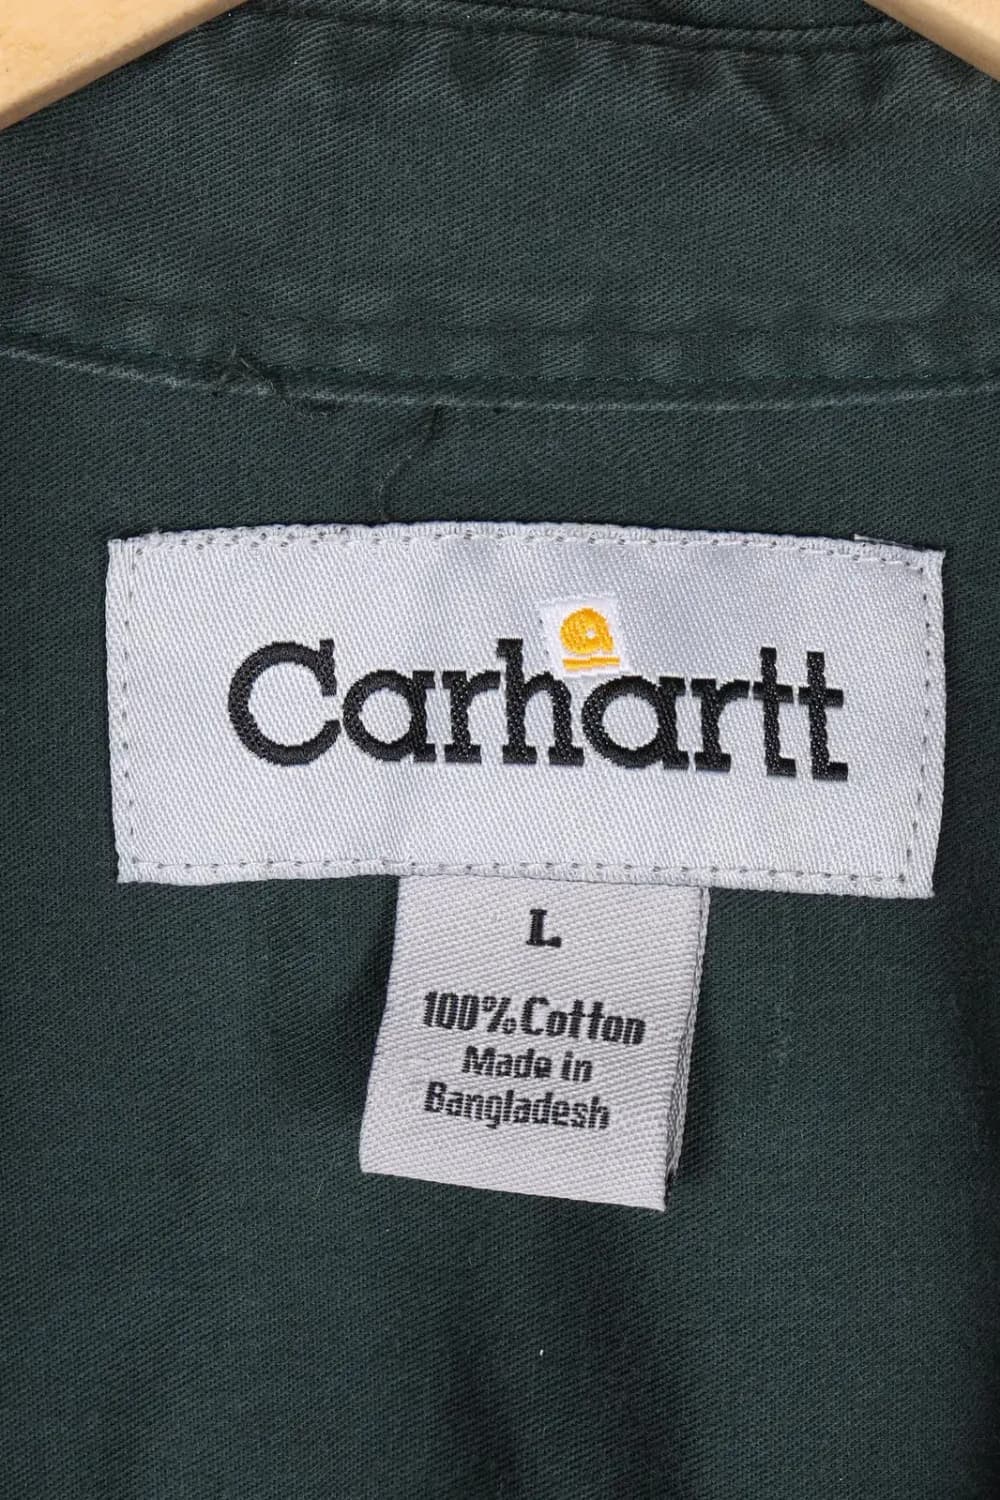 Carhartt
L
100% Cotton
Made in
Bangladesh